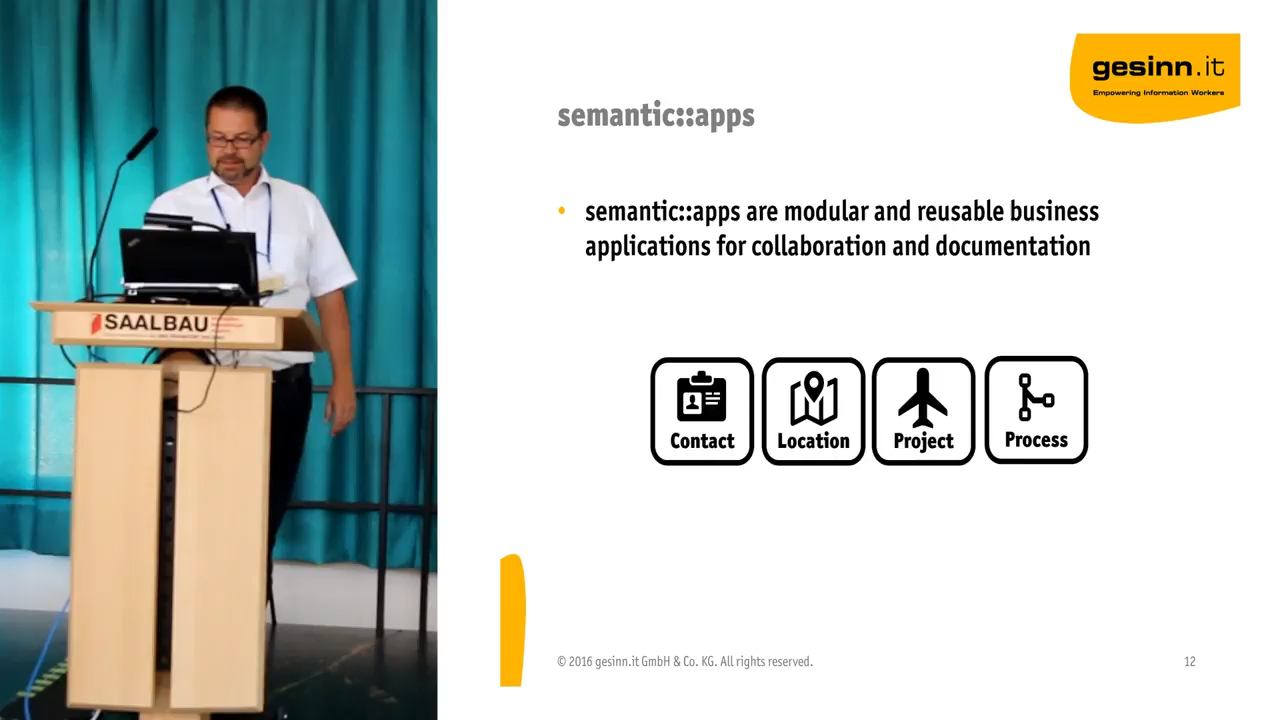 gesinn.it
Empowering Information Workers
semantic::apps
• semantic::apps are modular and reusable business
applications for collaboration and documentation
Contact
Location
Project
Process
SAALBAU
© 2016 gesinn.it GmbH & Co. KG. All rights reserved.
12